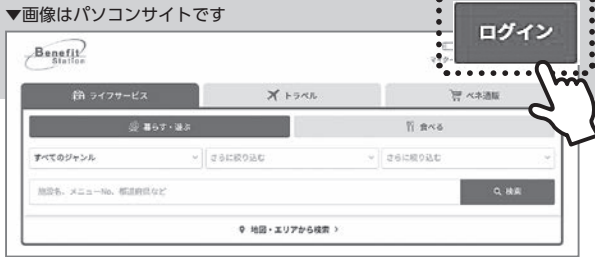 ▼画像はパソコンサイトです
ログイン
Benefit
Station
ライフサービス
トラベル
ベネ通販
暮らす・遊ぶ
食べる
すべてのジャンル
さらに絞り込む
さらに絞り込む
施設名、メニューNo、都道府県など
検索
地図・エリアから検索